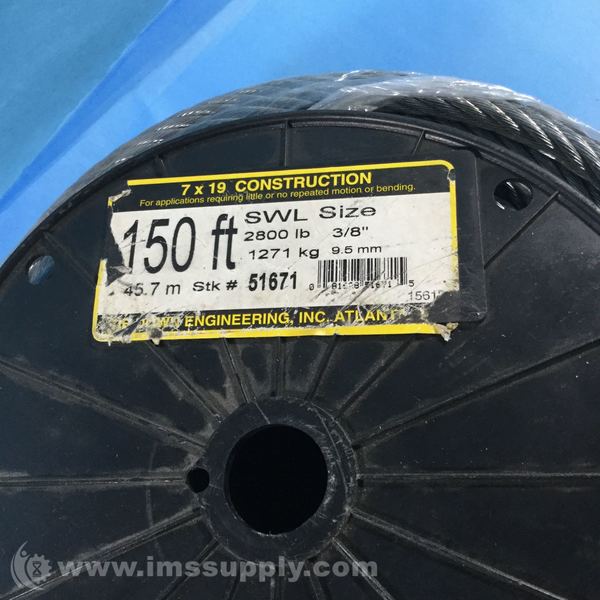 7 x 19 CONSTRUCTION
For applications requiring little or no repeated motion or bending.
150 ft SWL Size
2800 lb 3/8"
1271 kg 9.5 mm
45.7 m Stk # 51671
ENGINEERING, INC. ATLANT
www.imssupply.com